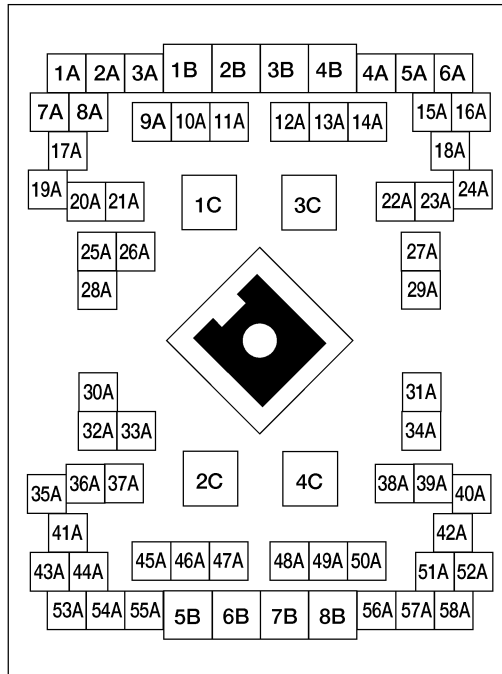 1A 2A 3A 1B 2B 3B 4B 4A 5A 6A
7A 8A 9A 10A 11A 12A 13A 14A 15A 16A
17A 18A
19A 20A 21A 1C 3C 22A 23A 24A
25A 26A 27A
28A 29A
30A 31A
32A 33A 34A
35A 36A 37A 2C 4C 38A 39A 40A
41A 42A
43A 44A 45A 46A 47A 48A 49A 50A 51A 52A
53A 54A 55A 5B 6B 7B 8B 56A 57A 58A